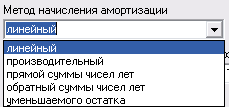 Метод начисления амортизации
линейный
линейный
производительный
прямой суммы чисел лет
обратный суммы чисел лет
уменьшаемого остатка